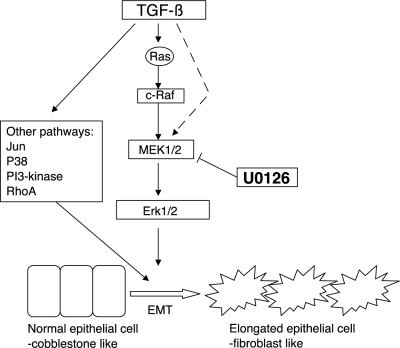 TGF-ß
Ras
c-Raf
Other pathways:
Jun
P38
PI3-kinase
RhoA
MEK1/2
U0126
Erk1/2
EMT
Normal epithelial cell
-cobblestone like
Elongated epithelial cell
-fibroblast like